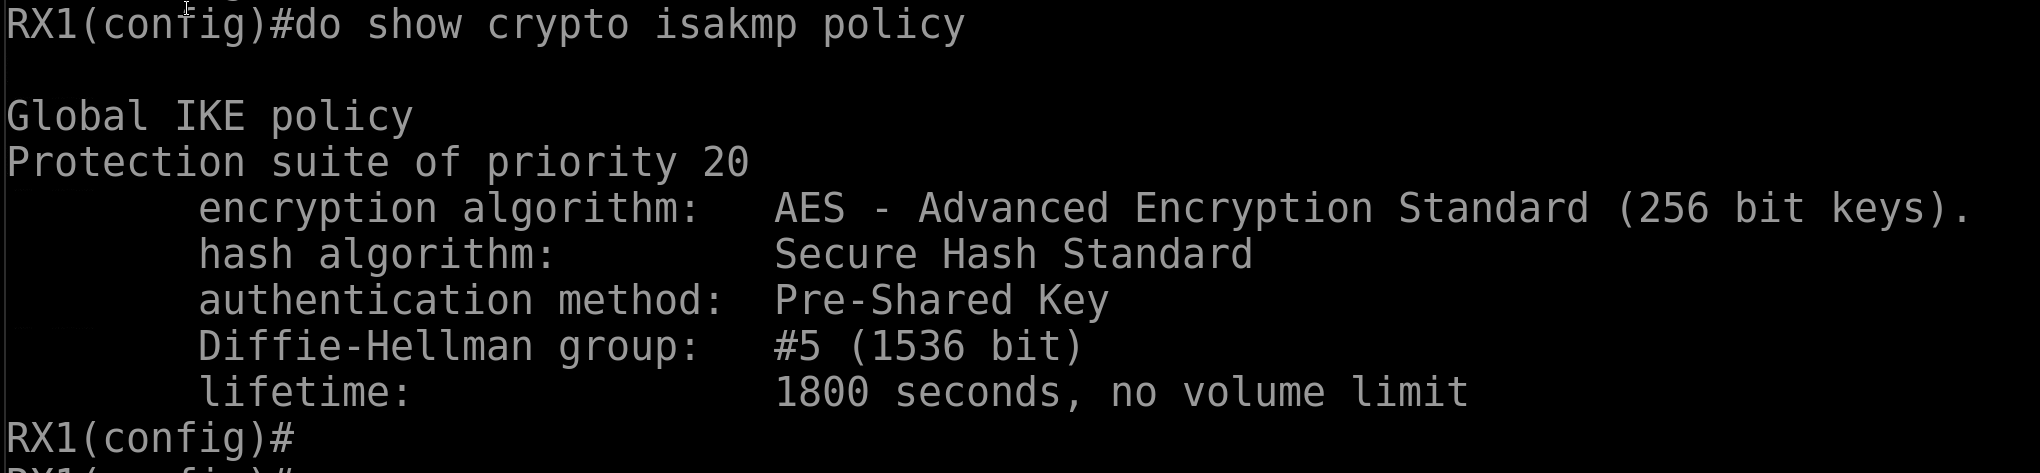 RX1(config)#do show crypto isakmp policy
Global IKE policy
Protection suite of priority 20
encryption algorithm: AES - Advanced Encryption Standard (256 bit keys).
hash algorithm: Secure Hash Standard
authentication method: Pre-Shared Key
Diffie-Hellman group: #5 (1536 bit)
lifetime: 1800 seconds, no volume limit
RX1(config)#
RX1(config)#